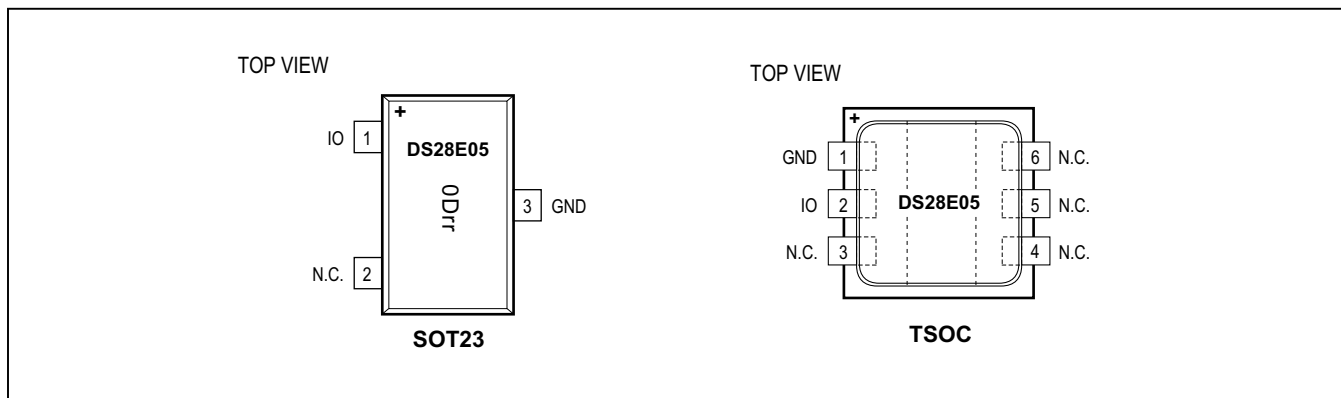 TOP VIEW
+
IO 1
DS28E05
0Drr
3 GND
N.C. 2
SOT23
TOP VIEW
+
GND 1
6 N.C.
IO 2
DS28E05
5 N.C.
N.C. 3
4 N.C.
TSOC